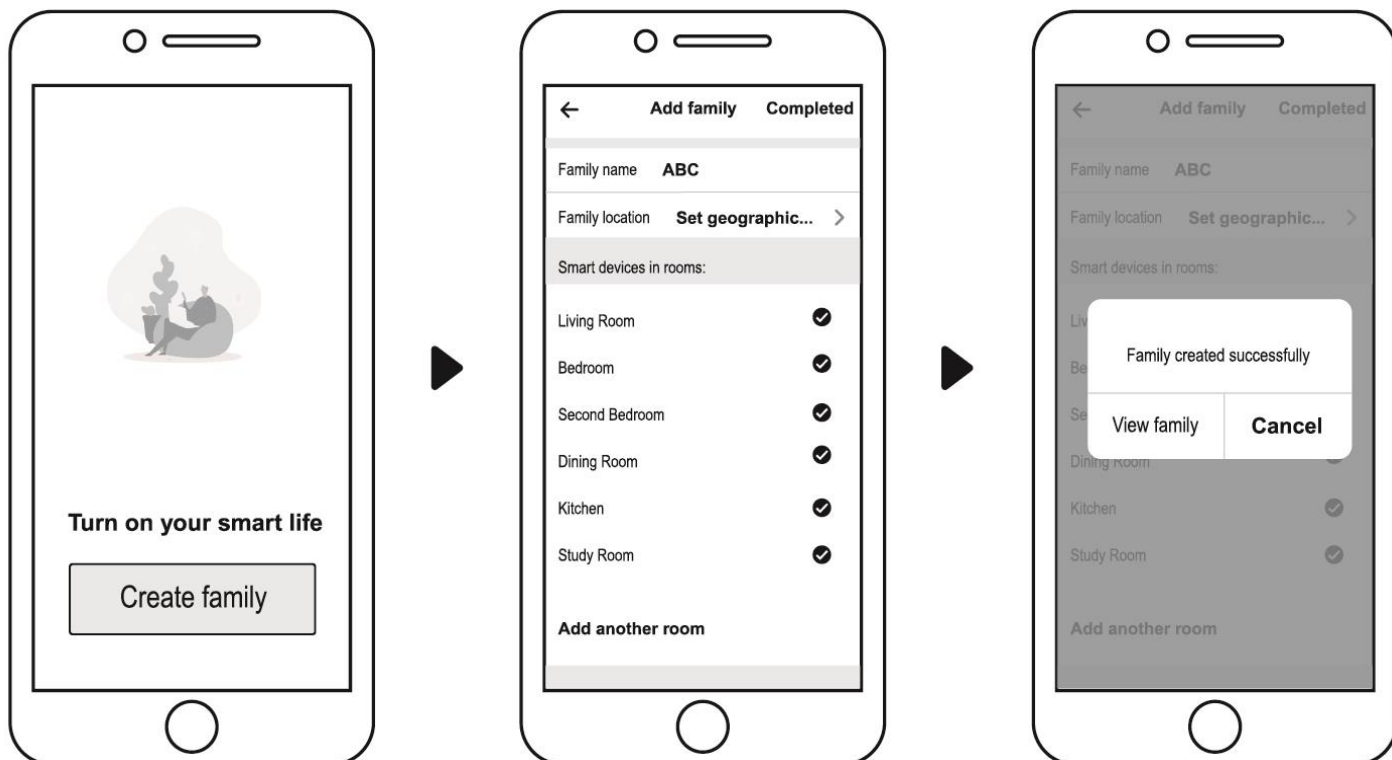 Turn on your smart life
Create family
Add family Completed
Family name ABC
Family location Set geographic...
Smart devices in rooms:
Living Room
Bedroom
Second Bedroom
Dining Room
Kitchen
Study Room
Add another room
Add family Completed
Family name ABC
Family location Set geographic...
Smart devices in rooms:
Liv
Family created successfully
Be
Se
View family Cancel
Dining Room
Kitchen
Study Room
Add another room